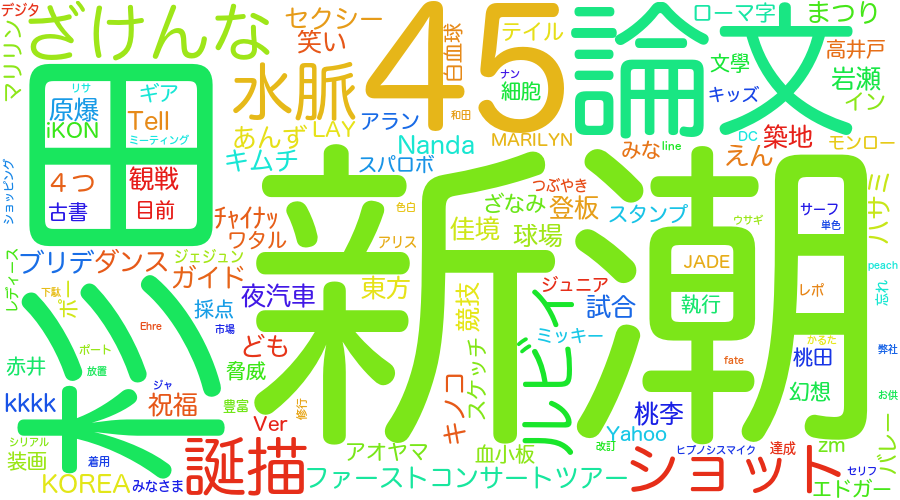 デジタ
ざけんな
セクシー
笑い
45
テイル
論文
ローマ字
まつり
マリリン
水脈
白血球
文學
高井戸
岩瀬
イン
田
リサ
原爆
ギア
iKON
Tell
ミーティング
ナン
細胞
キッズ
和田
あんず
LAY
アラン
MARILYN
DC
築地
モンロー
キムチ
スパロボ
Nanda
みな
line
えん
ショッピング
4つ
観戦
古書
目前
つぶやき
ざなみ
登板
スタンプ
ウサギ
サーフ
単色
ハサミ
ﾁｬｲﾅｯ
ワタル
色白
アリス
佳境
球場
新潮
JADE
peach
レディース
ブリデ
ダンス
ジェジュン
ガイド
下駄
ポー
夜汽車
東方
ジュニア
試合
執行
レポ
忘れ
彡
採点
市場
Ehre
競技
ルビィ
ミッキー
かるた
桃田
弊社
赤井
ポート
放置
ども
脅威
スケッチ
fate
幻想
お供
米
kkkk
ジャ
祝福
豊富
修行
キノコ
桃李
Ver
Yahoo
改訂
ヒプノシスマイク
達成
zm
バレー
シリアル
装画
着用
誕描
アオヤマ
血小板
ショット
セリフ
KOREA
みなさま
ファーストコンサートツアー
エドガー